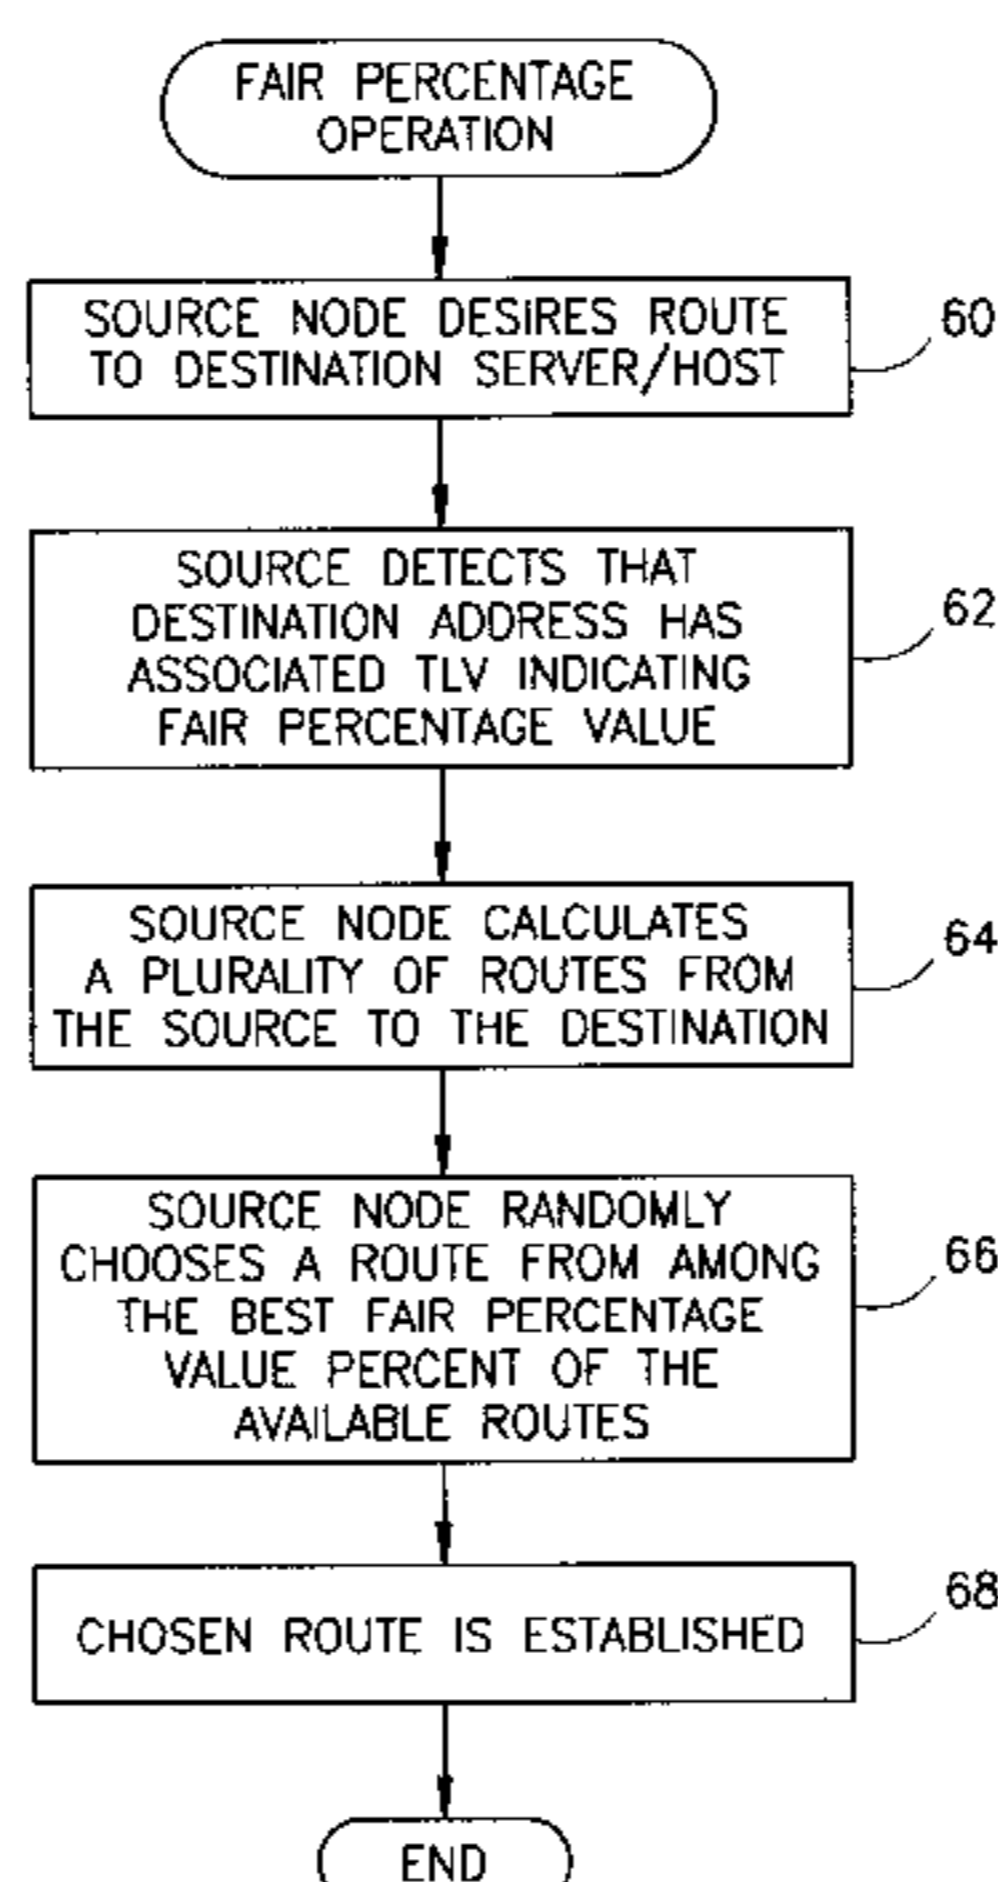 FAIR PERCENTAGE
OPERATION
SOURCE NODE DESIRES ROUTE
TO DESTINATION SERVER/HOST
60
SOURCE DETECTS THAT
DESTINATION ADDRESS HAS
ASSOCIATED TLV INDICATING
FAIR PERCENTAGE VALUE
62
SOURCE NODE CALCULATES
A PLURALITY OF ROUTES FROM
THE SOURCE TO THE DESTINATION
64
SOURCE NODE RANDOMLY
CHOOSES A ROUTE FROM AMONG
THE BEST FAIR PERCENTAGE
VALUE PERCENT OF THE
AVAILABLE ROUTES
66
CHOSEN ROUTE IS ESTABLISHED
68
END